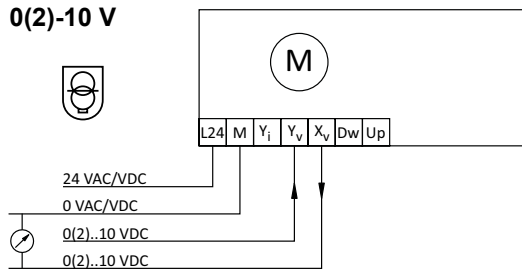 0(2)-10 V
M
L24 M Yi Yv Xv Dw Up
24 VAC/VDC
0 VAC/VDC
0(2)..10 VDC
0(2)..10 VDC